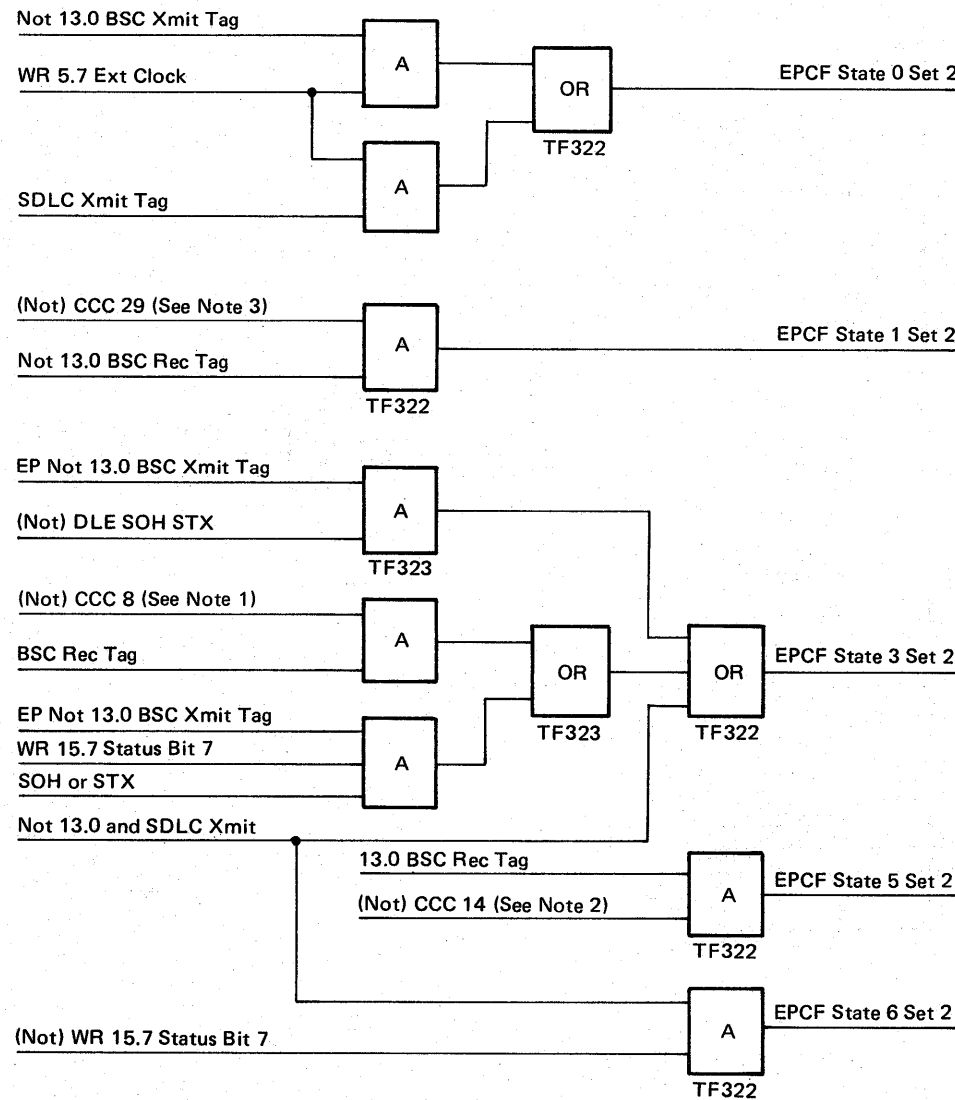 Not 13.0 BSC Xmit Tag
A
WR 5.7 Ext Clock
OR
EPCF State 0 Set 2
TF322
A
SDLC Xmit Tag
(Not) CCC 29 (See Note 3)
A
EPCF State 1 Set 2
Not 13.0 BSC Rec Tag
TF322
EP Not 13.0 BSC Xmit Tag
A
(Not) DLE SOH STX
TF323
(Not) CCC 8 (See Note 1)
A
BSC Rec Tag
OR
OR
EPCF State 3 Set 2
EP Not 13.0 BSC Xmit Tag
TF323
TF322
WR 15.7 Status Bit 7
A
SOH or STX
Not 13.0 and SDLC Xmit
13.0 BSC Rec Tag
A
EPCF State 5 Set 2
(Not) CCC 14 (See Note 2)
TF322
A
EPCF State 6 Set 2
(Not) WR 15.7 Status Bit 7
TF322